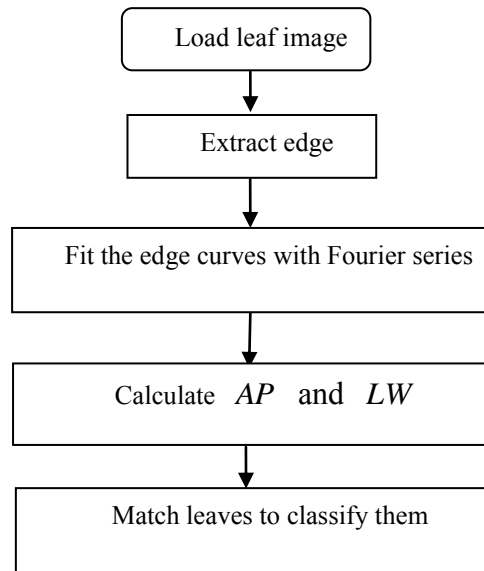 Load leaf image
Extract edge
Fit the edge curves with Fourier series
Calculate AP and LW
Match leaves to classify them